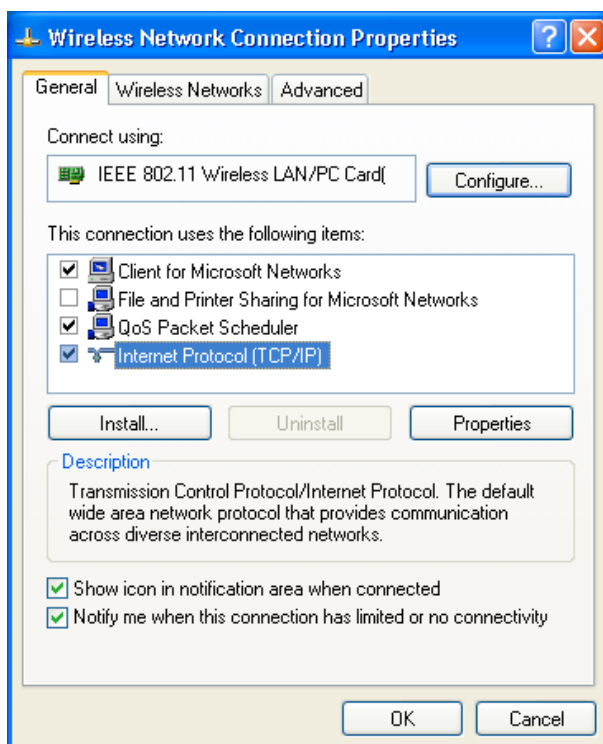 Wireless Network Connection Properties
General Wireless Networks Advanced
Connect using:
IEEE 802.11 Wireless LAN/PC Card(
Configure...
This connection uses the following items:
Client for Microsoft Networks
File and Printer Sharing for Microsoft Networks
QoS Packet Scheduler
Internet Protocol (TCP/IP)
Install... Uninstall Properties
Description
Transmission Control Protocol/Internet Protocol. The default
wide area network protocol that provides communication
across diverse interconnected networks.
Show icon in notification area when connected
Notify me when this connection has limited or no connectivity
OK Cancel